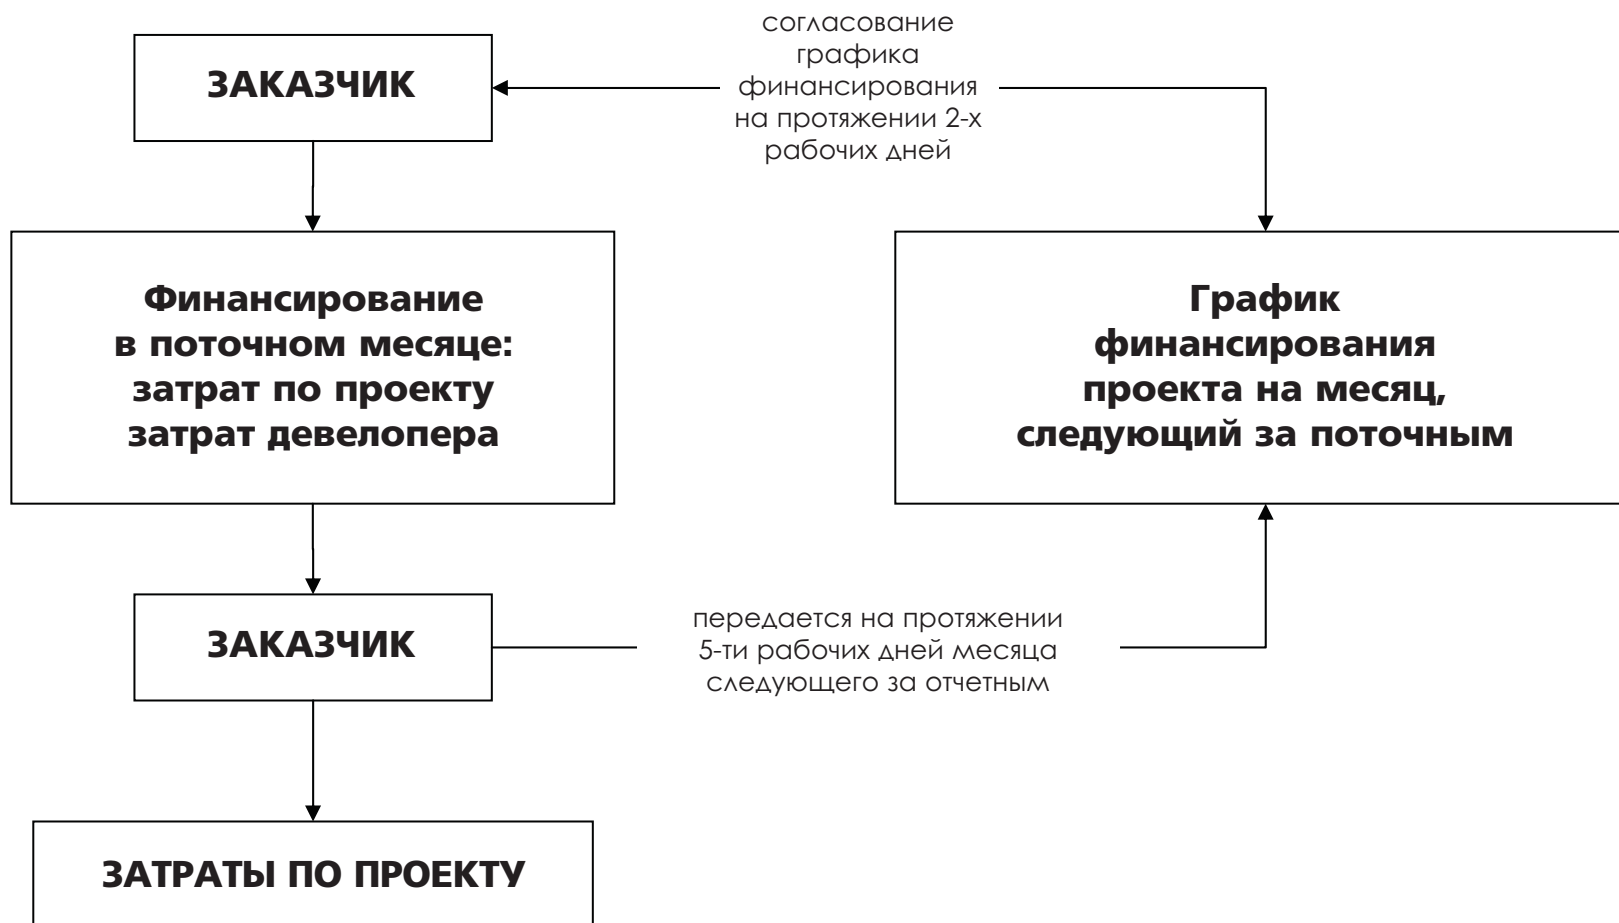 согласование
графика
финансирования
на протяжении 2-х
рабочих дней
ЗАКАЗЧИК
Финансирование
в поточном месяце:
затрат по проекту
затрат девелопера
График
финансирования
проекта на месяц,
следующий за поточным
ЗАКАЗЧИК
передается на протяжении
5-ти рабочих дней месяца
следующего за отчетным
ЗАТРАТЫ ПО ПРОЕКТУ